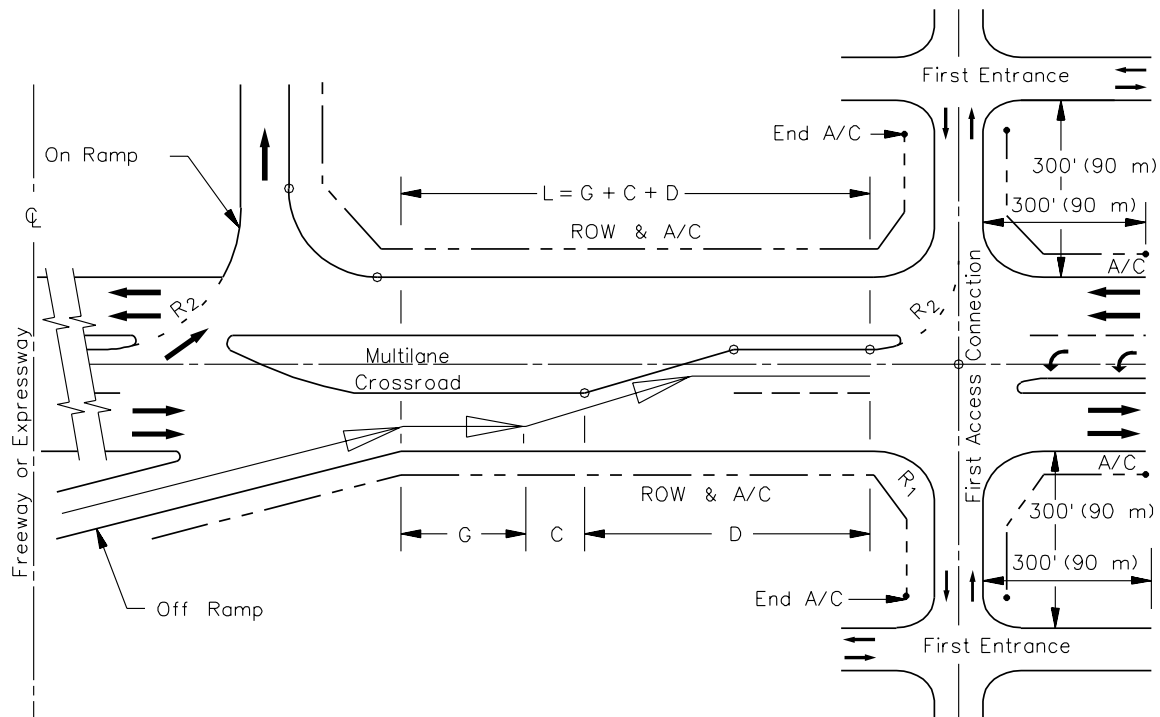 First Entrance
End A/C
On Ramp
300' (90 m)
300' (90 m)
L = G + C + D
ROW & A/C
℄
A/C
R2
R2
Freeway or Expressway
Multilane
Crossroad
First Access Connection
A/C
R1
ROW & A/C
300' (90 m)
G
C
D
300' (90 m)
Off Ramp
End A/C
First Entrance